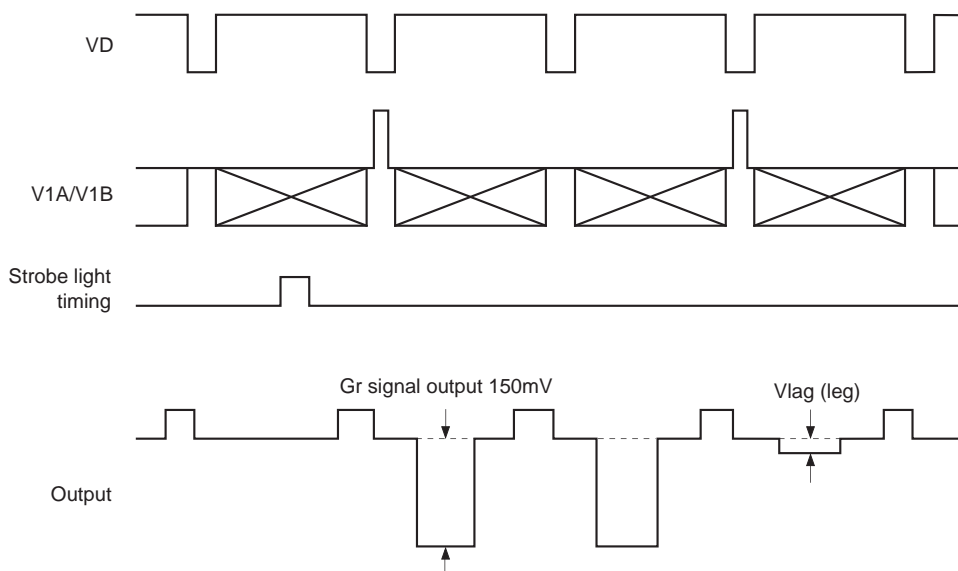 VD
V1A/V1B
Strobe light
timing
Gr signal output 150mV
Vlag (leg)
Output